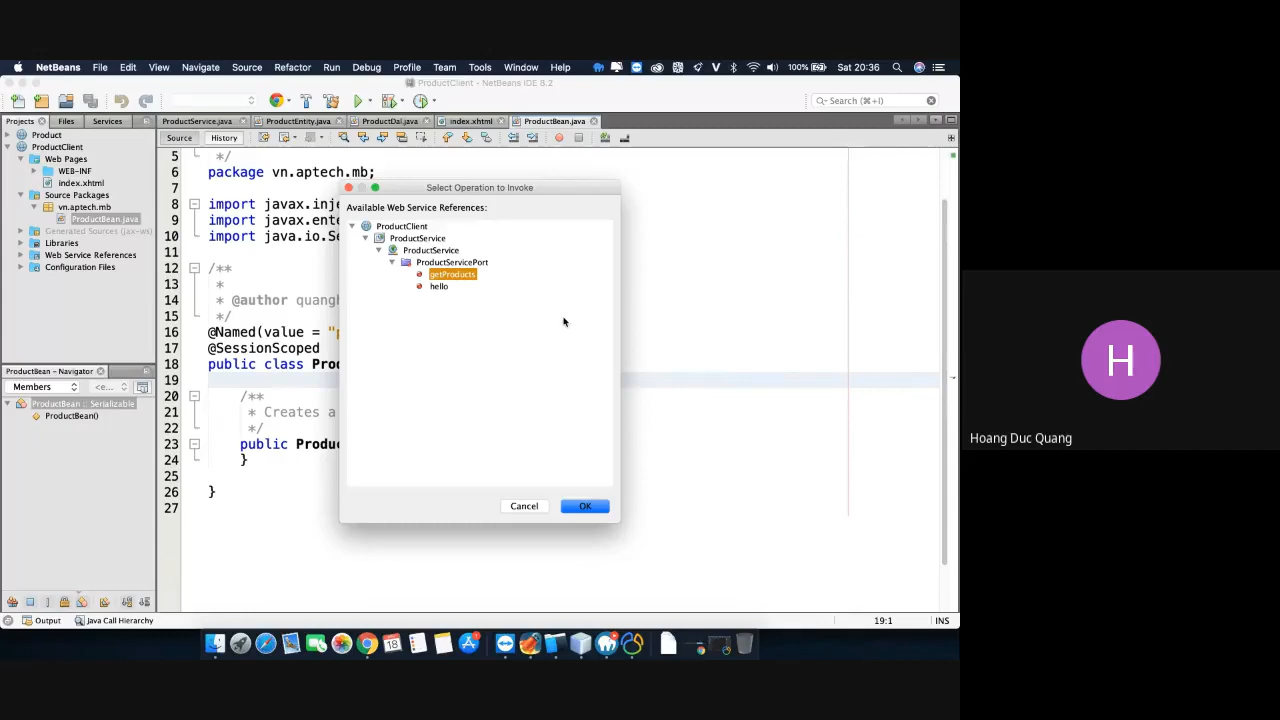 NetBeans File Edit View Navigate Source Refactor Run Debug Profile Team Tools Window Help 100% Sat 20:36
ProductClient - NetBeans IDE 8.2
Search (⌘+I)
Projects Files Services
ProductService.java ProductEntity.java ProductDal.java index.xhtml ProductBean.java
Source History
Product
ProductClient
Web Pages
WEB-INF
index.xhtml
Source Packages
vn.aptech.mb
ProductBean.java
Generated Sources (jax-ws)
Libraries
Web Service References
Configuration Files
ProductBean - Navigator
Members <e...
ProductBean :: Serializable
ProductBean()
5 */
6 package vn.aptech.mb;
7
8 import javax.inj
9 import javax.ent
10 import java.io.Se
11
12 /**
13 *
14 * @author quang
15 */
16 @Named(value = "p
17 @SessionScoped
18 public class Pro
19
20 /**
21 * Creates a
22 */
23 public Produ
24 }
25
26 }
27
Select Operation to Invoke
Available Web Service References:
ProductClient
ProductService
ProductService
ProductServicePort
getProducts
hello
Cancel OK
Output Java Call Hierarchy 19:1 INS
18
H
Hoang Duc Quang